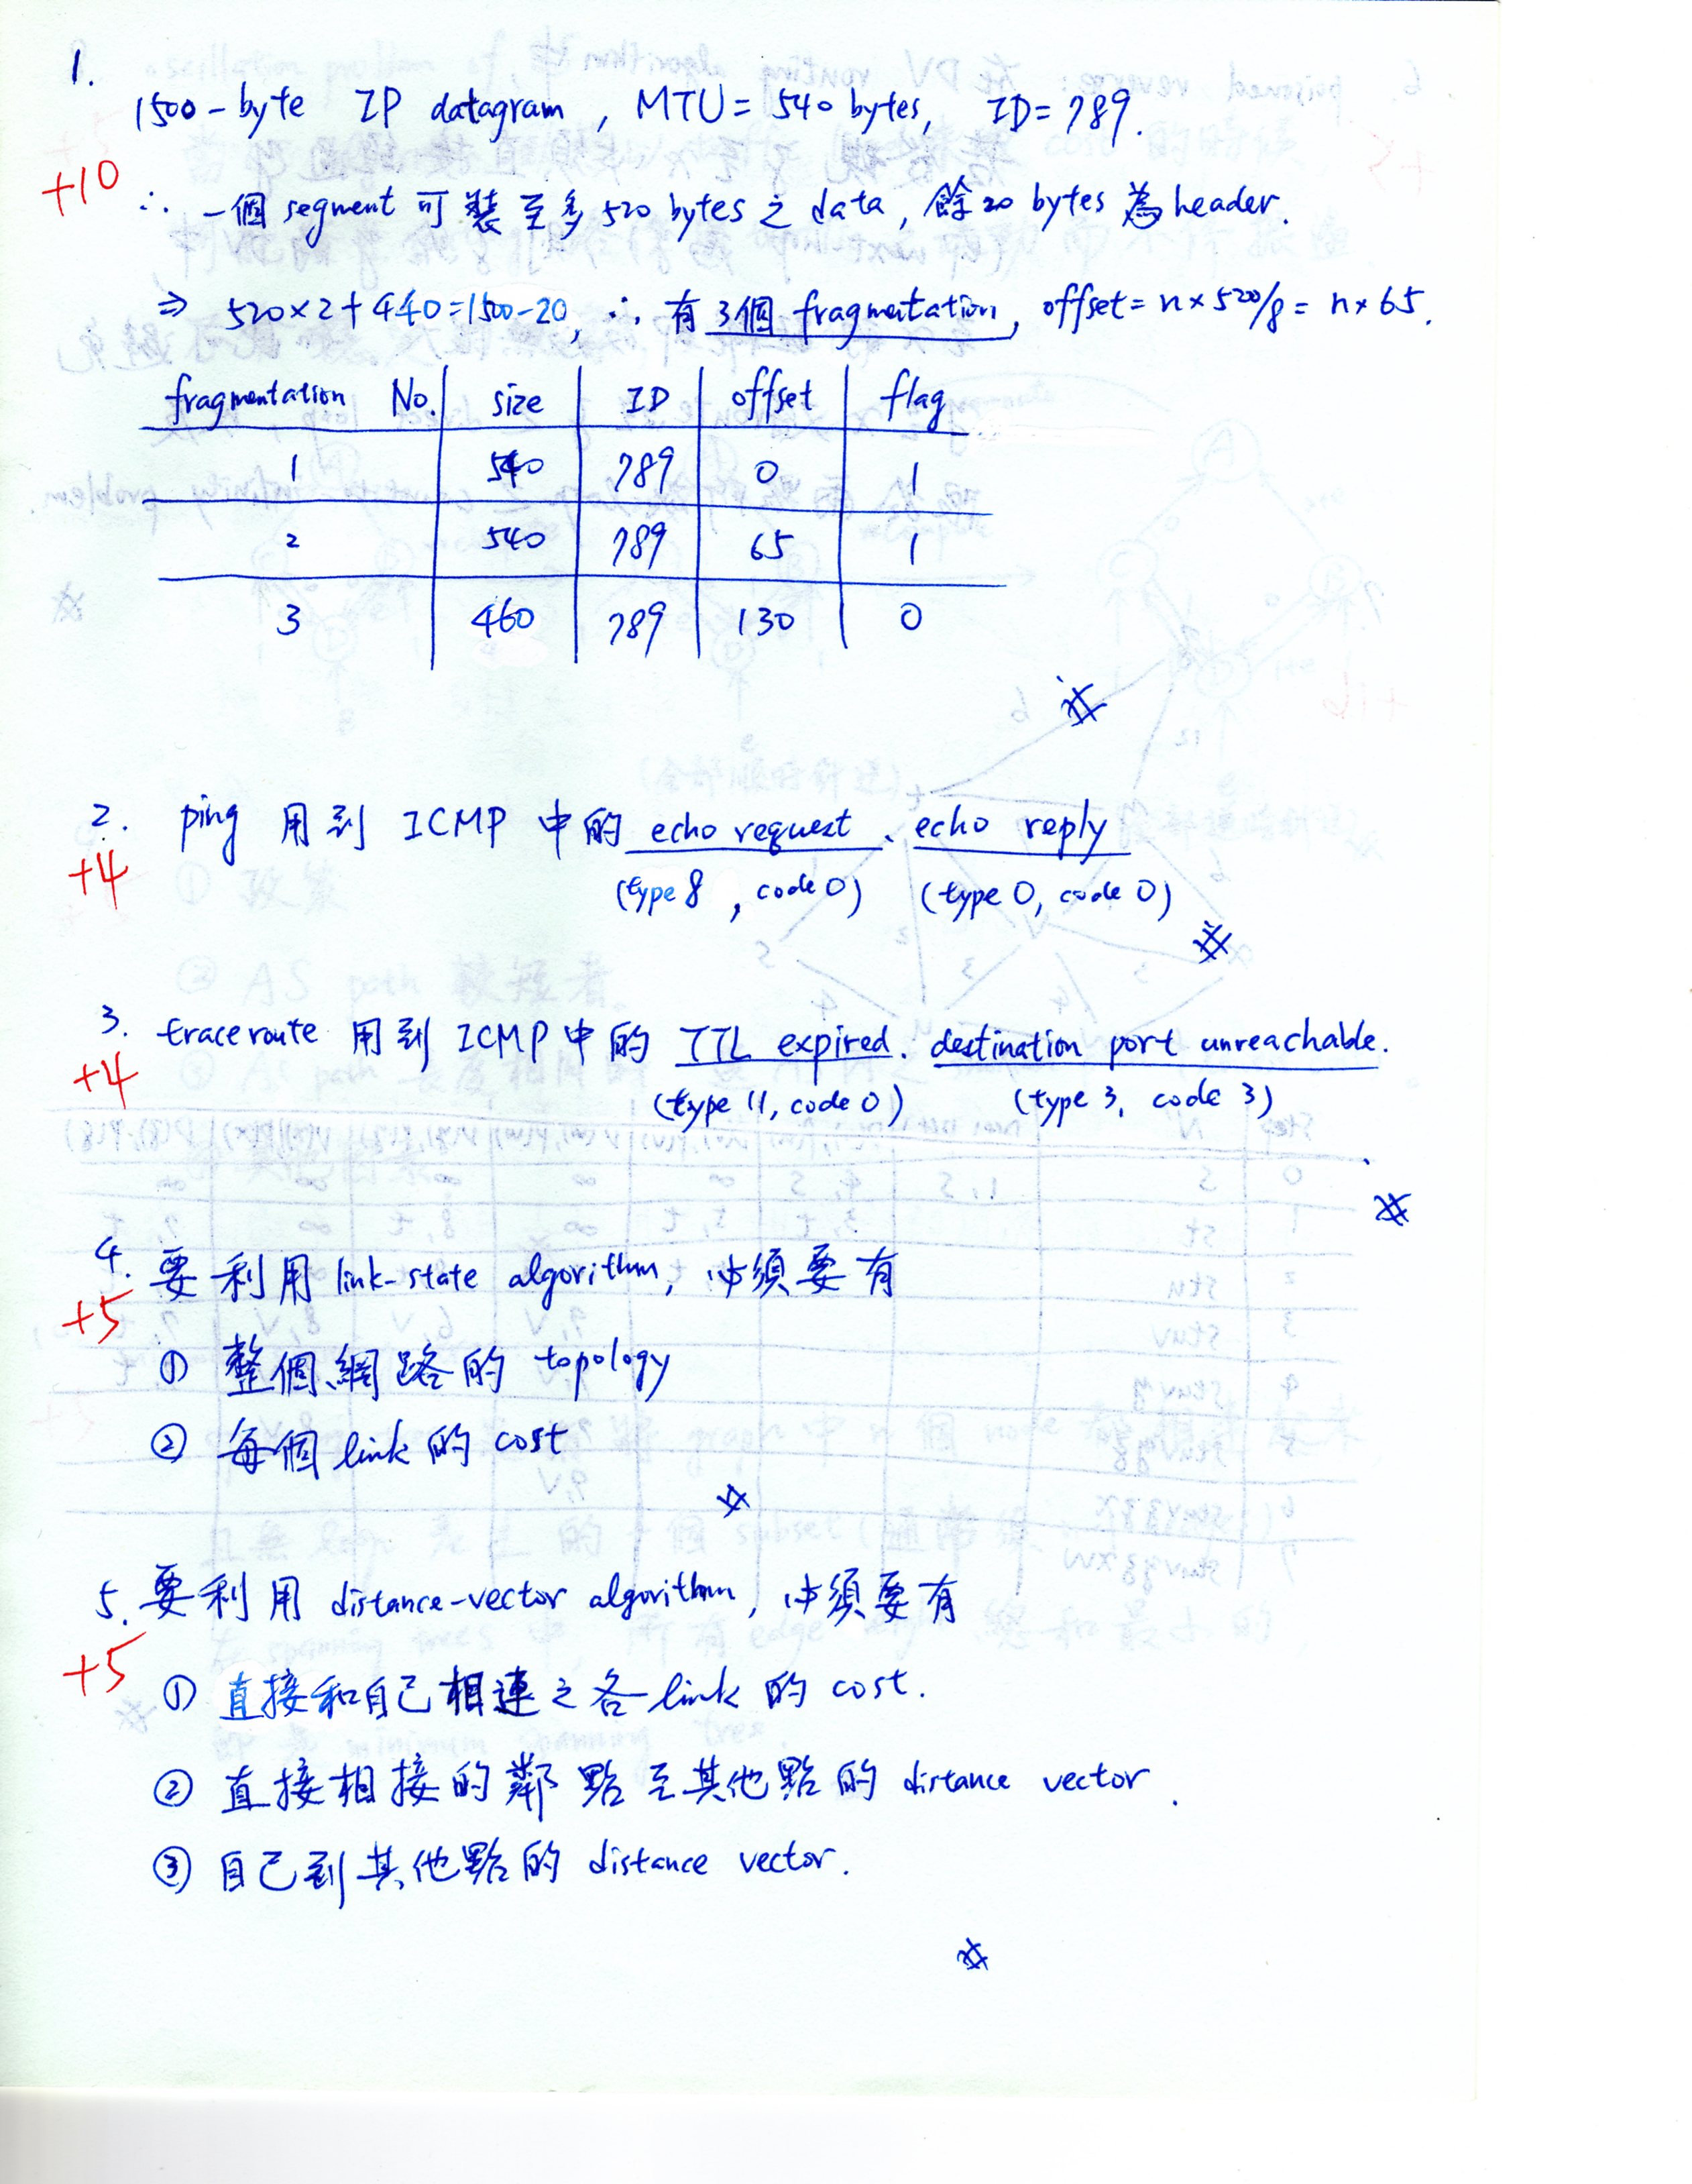 1.
1500-byte IP datagram, MTU = 540 bytes, ID = 789.
+10
∴ 一個 segment 可裝至多 520 bytes 之 data, 餘 20 bytes 為 header.
⇒ 520×2+440=1500-20, ∴ 有 3個 fragmentation, offset = n × 520/8 = n × 65.
fragmentation No. size ID offset flag
1 540 789 0 1
2 540 789 65 1
3 460 789 130 0
2. ping 用到 ICMP 中的 echo request、echo reply
+4
(type 8, code 0) (type 0, code 0)
3. traceroute 用到 ICMP 中的 TTL expired、destination port unreachable.
+4
(type 11, code 0) (type 3, code 3)
4. 要利用 link-state algorithm, 必須要有
+5
① 整個網路的 topology
② 每個 link 的 cost
5. 要利用 distance-vector algorithm, 必須要有
+5
① 直接和自己相連之各 link 的 cost.
② 直接相接的鄰點至其他點的 distance vector.
③ 自己到其他點的 distance vector.